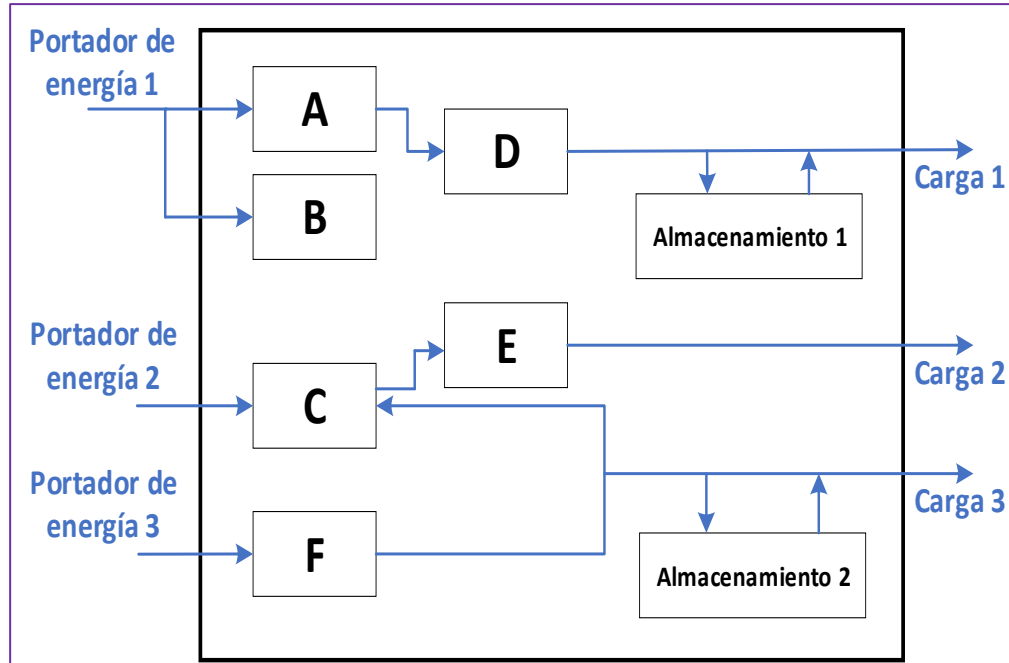 Portador de
energía 1
A
D
Carga 1
B
Almacenamiento 1
Portador de
energía 2
E
Carga 2
C
Portador de
energía 3
Carga 3
F
Almacenamiento 2